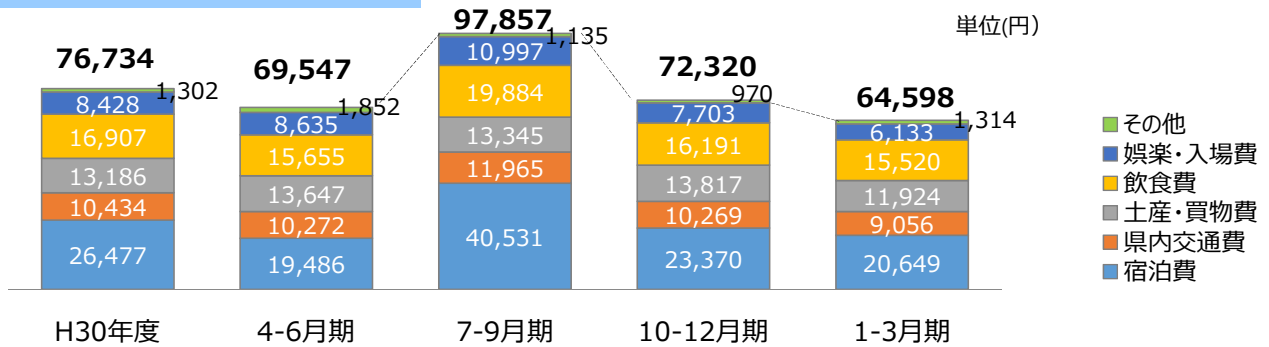 単位(円)
76,734
1,302
8,428
16,907
13,186
10,434
26,477
69,547
1,852
8,635
15,655
13,647
10,272
19,486
97,857
1,135
10,997
19,884
13,345
11,965
40,531
72,320
970
7,703
16,191
13,817
10,269
23,370
64,598
1,314
6,133
15,520
11,924
9,056
20,649
H30年度
4-6月期
7-9月期
10-12月期
1-3月期
その他
娯楽・入場費
飲食費
土産・買物費
県内交通費
宿泊費